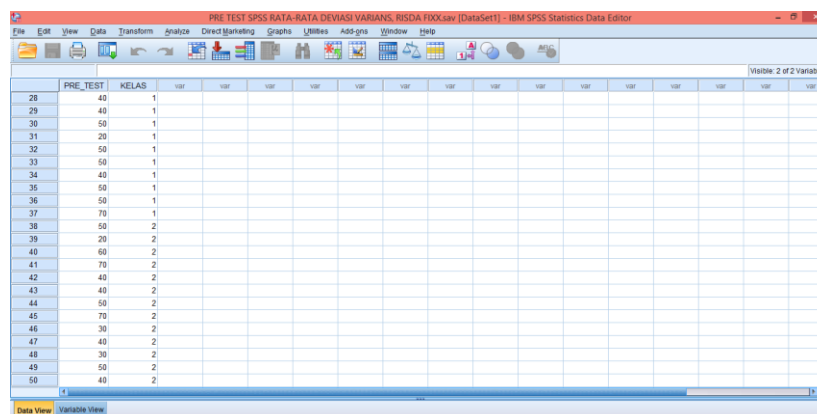 PRE TEST SPSS RATA-RATA DEVIASI VARIANS, RISDA FIXX.sav [DataSet1] - IBM SPSS Statistics Data Editor
File Edit View Data Transform Analyze Direct Marketing Graphs Utilities Add-ons Window Help
Visible: 2 of 2 Variab
PRE_TEST KELAS var var var var var var var var var var var var var
28 40 1
29 40 1
30 50 1
31 20 1
32 50 1
33 50 1
34 40 1
35 50 1
36 50 1
37 70 1
38 50 2
39 20 2
40 60 2
41 70 2
42 40 2
43 40 2
44 50 2
45 70 2
46 30 2
47 40 2
48 30 2
49 50 2
50 40 2
Data View Variable View